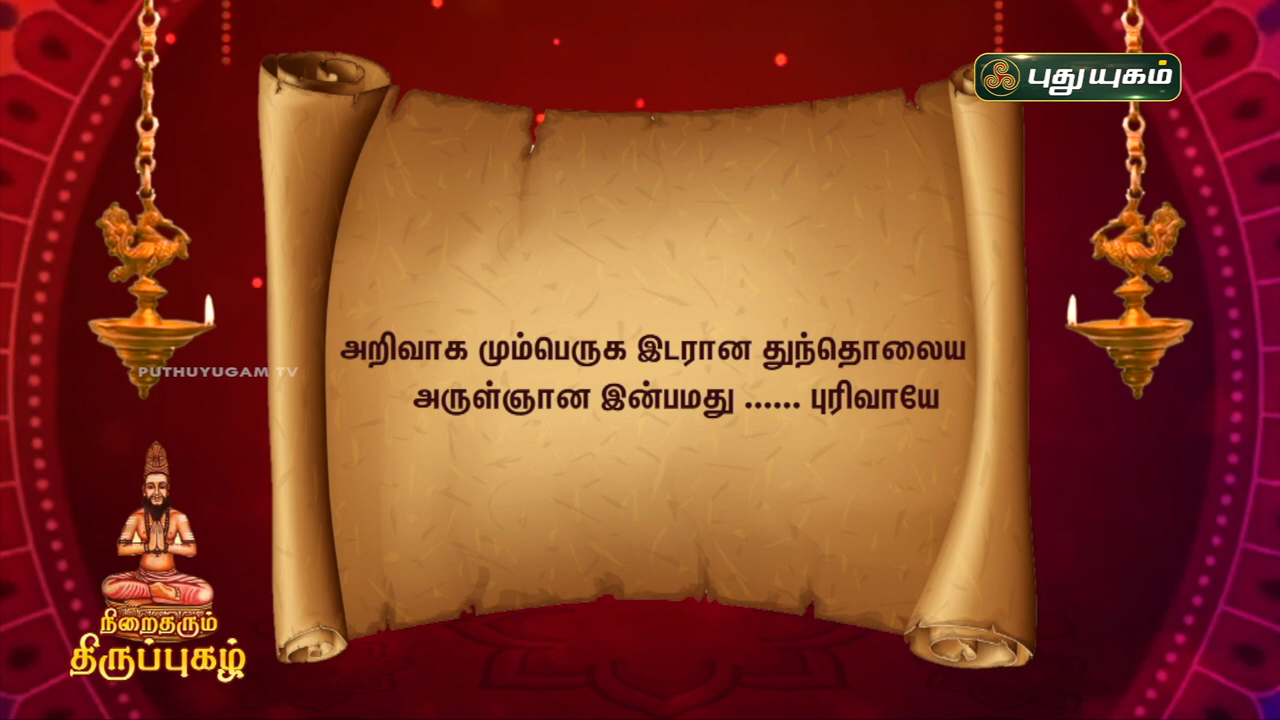 புதுயுகம்
அறிவாக மும்பெருக இடரான துந்தொலைய
அருள்ஞான இன்பமது ...... புரிவாயே
PUTHUYUGAM TV
நிறைதரும்
திருப்புகழ்